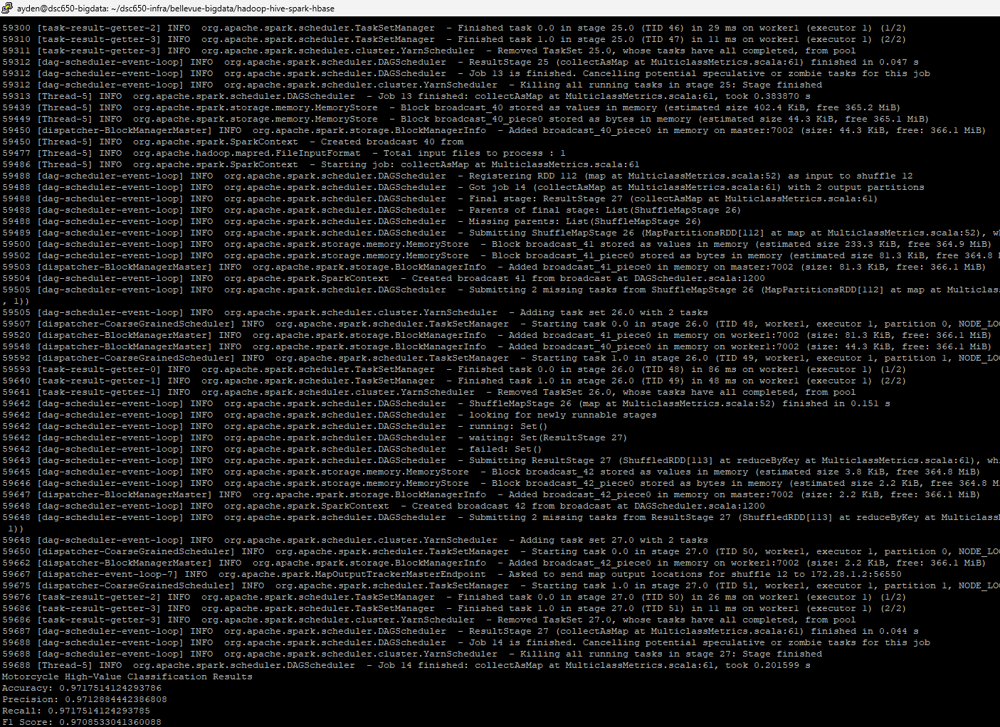 ayden@dsc650-bigdata: ~/dsc650-infra/bellevue-bigdata/hadoop-hive-spark-hbase
59300 [task-result-getter-2] INFO  org.apache.spark.scheduler.TaskSetManager  - Finished task 0.0 in stage 25.0 (TID 46) in 29 ms on worker1 (executor 1) (1/2)
59310 [task-result-getter-3] INFO  org.apache.spark.scheduler.TaskSetManager  - Finished task 1.0 in stage 25.0 (TID 47) in 11 ms on worker1 (executor 1) (2/2)
59311 [task-result-getter-3] INFO  org.apache.spark.scheduler.cluster.YarnScheduler  - Removed TaskSet 25.0, whose tasks have all completed, from pool
59312 [dag-scheduler-event-loop] INFO  org.apache.spark.scheduler.DAGScheduler  - ResultStage 25 (collectAsMap at MulticlassMetrics.scala:61) finished in 0.047 s
59312 [dag-scheduler-event-loop] INFO  org.apache.spark.scheduler.DAGScheduler  - Job 13 is finished. Cancelling potential speculative or zombie tasks for this job
59312 [dag-scheduler-event-loop] INFO  org.apache.spark.scheduler.cluster.YarnScheduler  - Killing all running tasks in stage 25: Stage finished
59313 [Thread-5] INFO  org.apache.spark.scheduler.DAGScheduler  - Job 13 finished: collectAsMap at MulticlassMetrics.scala:61, took 0.383870 s
59439 [Thread-5] INFO  org.apache.spark.storage.memory.MemoryStore  - Block broadcast_40 stored as values in memory (estimated size 402.4 KiB, free 365.2 MiB)
59449 [Thread-5] INFO  org.apache.spark.storage.memory.MemoryStore  - Block broadcast_40_piece0 stored as bytes in memory (estimated size 44.3 KiB, free 365.1 MiB)
59450 [dispatcher-BlockManagerMaster] INFO  org.apache.spark.storage.BlockManagerInfo  - Added broadcast_40_piece0 in memory on master:7002 (size: 44.3 KiB, free: 366.1 MiB)
59450 [Thread-5] INFO  org.apache.spark.SparkContext  - Created broadcast 40 from
59477 [Thread-5] INFO  org.apache.hadoop.mapred.FileInputFormat  - Total input files to process : 1
59486 [Thread-5] INFO  org.apache.spark.SparkContext  - Starting job: collectAsMap at MulticlassMetrics.scala:61
59488 [dag-scheduler-event-loop] INFO  org.apache.spark.scheduler.DAGScheduler  - Registering RDD 112 (map at MulticlassMetrics.scala:52) as input to shuffle 12
59488 [dag-scheduler-event-loop] INFO  org.apache.spark.scheduler.DAGScheduler  - Got job 14 (collectAsMap at MulticlassMetrics.scala:61) with 2 output partitions
59488 [dag-scheduler-event-loop] INFO  org.apache.spark.scheduler.DAGScheduler  - Final stage: ResultStage 27 (collectAsMap at MulticlassMetrics.scala:61)
59488 [dag-scheduler-event-loop] INFO  org.apache.spark.scheduler.DAGScheduler  - Parents of final stage: List(ShuffleMapStage 26)
59488 [dag-scheduler-event-loop] INFO  org.apache.spark.scheduler.DAGScheduler  - Missing parents: List(ShuffleMapStage 26)
59489 [dag-scheduler-event-loop] INFO  org.apache.spark.scheduler.DAGScheduler  - Submitting ShuffleMapStage 26 (MapPartitionsRDD[112] at map at MulticlassMetrics.scala:52), wh
59500 [dag-scheduler-event-loop] INFO  org.apache.spark.storage.memory.MemoryStore  - Block broadcast_41 stored as values in memory (estimated size 233.3 KiB, free 364.9 MiB)
59502 [dag-scheduler-event-loop] INFO  org.apache.spark.storage.memory.MemoryStore  - Block broadcast_41_piece0 stored as bytes in memory (estimated size 81.3 KiB, free 364.8 M
59503 [dispatcher-BlockManagerMaster] INFO  org.apache.spark.storage.BlockManagerInfo  - Added broadcast_41_piece0 in memory on master:7002 (size: 81.3 KiB, free: 366.1 MiB)
59504 [dag-scheduler-event-loop] INFO  org.apache.spark.SparkContext  - Created broadcast 41 from broadcast at DAGScheduler.scala:1200
59505 [dag-scheduler-event-loop] INFO  org.apache.spark.scheduler.DAGScheduler  - Submitting 2 missing tasks from ShuffleMapStage 26 (MapPartitionsRDD[112] at map at Multiclas
, 1))
59505 [dag-scheduler-event-loop] INFO  org.apache.spark.scheduler.cluster.YarnScheduler  - Adding task set 26.0 with 2 tasks
59507 [dispatcher-CoarseGrainedScheduler] INFO  org.apache.spark.scheduler.TaskSetManager  - Starting task 0.0 in stage 26.0 (TID 48, worker1, executor 1, partition 0, NODE_LO
59520 [dispatcher-BlockManagerMaster] INFO  org.apache.spark.storage.BlockManagerInfo  - Added broadcast_41_piece0 in memory on worker1:7002 (size: 81.3 KiB, free: 366.1 MiB)
59548 [dispatcher-BlockManagerMaster] INFO  org.apache.spark.storage.BlockManagerInfo  - Added broadcast_40_piece0 in memory on worker1:7002 (size: 44.3 KiB, free: 366.1 MiB)
59592 [dispatcher-CoarseGrainedScheduler] INFO  org.apache.spark.scheduler.TaskSetManager  - Starting task 1.0 in stage 26.0 (TID 49, worker1, executor 1, partition 1, NODE_LO
59593 [task-result-getter-0] INFO  org.apache.spark.scheduler.TaskSetManager  - Finished task 0.0 in stage 26.0 (TID 48) in 86 ms on worker1 (executor 1) (1/2)
59640 [task-result-getter-1] INFO  org.apache.spark.scheduler.TaskSetManager  - Finished task 1.0 in stage 26.0 (TID 49) in 48 ms on worker1 (executor 1) (2/2)
59641 [task-result-getter-1] INFO  org.apache.spark.scheduler.cluster.YarnScheduler  - Removed TaskSet 26.0, whose tasks have all completed, from pool
59642 [dag-scheduler-event-loop] INFO  org.apache.spark.scheduler.DAGScheduler  - ShuffleMapStage 26 (map at MulticlassMetrics.scala:52) finished in 0.151 s
59642 [dag-scheduler-event-loop] INFO  org.apache.spark.scheduler.DAGScheduler  - looking for newly runnable stages
59642 [dag-scheduler-event-loop] INFO  org.apache.spark.scheduler.DAGScheduler  - running: Set()
59642 [dag-scheduler-event-loop] INFO  org.apache.spark.scheduler.DAGScheduler  - waiting: Set(ResultStage 27)
59642 [dag-scheduler-event-loop] INFO  org.apache.spark.scheduler.DAGScheduler  - failed: Set()
59643 [dag-scheduler-event-loop] INFO  org.apache.spark.scheduler.DAGScheduler  - Submitting ResultStage 27 (ShuffledRDD[113] at reduceByKey at MulticlassMetrics.scala:61), whi
59645 [dag-scheduler-event-loop] INFO  org.apache.spark.storage.memory.MemoryStore  - Block broadcast_42 stored as values in memory (estimated size 3.8 KiB, free 364.8 MiB)
59646 [dag-scheduler-event-loop] INFO  org.apache.spark.storage.memory.MemoryStore  - Block broadcast_42_piece0 stored as bytes in memory (estimated size 2.2 KiB, free 364.8 M
59647 [dispatcher-BlockManagerMaster] INFO  org.apache.spark.storage.BlockManagerInfo  - Added broadcast_42_piece0 in memory on master:7002 (size: 2.2 KiB, free: 366.1 MiB)
59648 [dag-scheduler-event-loop] INFO  org.apache.spark.SparkContext  - Created broadcast 42 from broadcast at DAGScheduler.scala:1200
59648 [dag-scheduler-event-loop] INFO  org.apache.spark.scheduler.DAGScheduler  - Submitting 2 missing tasks from ResultStage 27 (ShuffledRDD[113] at reduceByKey at Multiclass
 1))
59648 [dag-scheduler-event-loop] INFO  org.apache.spark.scheduler.cluster.YarnScheduler  - Adding task set 27.0 with 2 tasks
59650 [dispatcher-CoarseGrainedScheduler] INFO  org.apache.spark.scheduler.TaskSetManager  - Starting task 0.0 in stage 27.0 (TID 50, worker1, executor 1, partition 0, NODE_LO
59662 [dispatcher-BlockManagerMaster] INFO  org.apache.spark.storage.BlockManagerInfo  - Added broadcast_42_piece0 in memory on worker1:7002 (size: 2.2 KiB, free: 366.1 MiB)
59667 [dispatcher-event-loop-7] INFO  org.apache.spark.MapOutputTrackerMasterEndpoint  - Asked to send map output locations for shuffle 12 to 172.28.1.2:56550
59675 [dispatcher-CoarseGrainedScheduler] INFO  org.apache.spark.scheduler.TaskSetManager  - Starting task 1.0 in stage 27.0 (TID 51, worker1, executor 1, partition 1, NODE_LO
59676 [task-result-getter-2] INFO  org.apache.spark.scheduler.TaskSetManager  - Finished task 0.0 in stage 27.0 (TID 50) in 26 ms on worker1 (executor 1) (1/2)
59686 [task-result-getter-3] INFO  org.apache.spark.scheduler.TaskSetManager  - Finished task 1.0 in stage 27.0 (TID 51) in 11 ms on worker1 (executor 1) (2/2)
59686 [task-result-getter-3] INFO  org.apache.spark.scheduler.cluster.YarnScheduler  - Removed TaskSet 27.0, whose tasks have all completed, from pool
59687 [dag-scheduler-event-loop] INFO  org.apache.spark.scheduler.DAGScheduler  - ResultStage 27 (collectAsMap at MulticlassMetrics.scala:61) finished in 0.044 s
59688 [dag-scheduler-event-loop] INFO  org.apache.spark.scheduler.DAGScheduler  - Job 14 is finished. Cancelling potential speculative or zombie tasks for this job
59688 [dag-scheduler-event-loop] INFO  org.apache.spark.scheduler.cluster.YarnScheduler  - Killing all running tasks in stage 27: Stage finished
59688 [Thread-5] INFO  org.apache.spark.scheduler.DAGScheduler  - Job 14 finished: collectAsMap at MulticlassMetrics.scala:61, took 0.201599 s
Motorcycle High-Value Classification Results
Accuracy: 0.9717514124293786
Precision: 0.9712884442386808
Recall: 0.9717514124293785
F1 Score: 0.9708533041360088